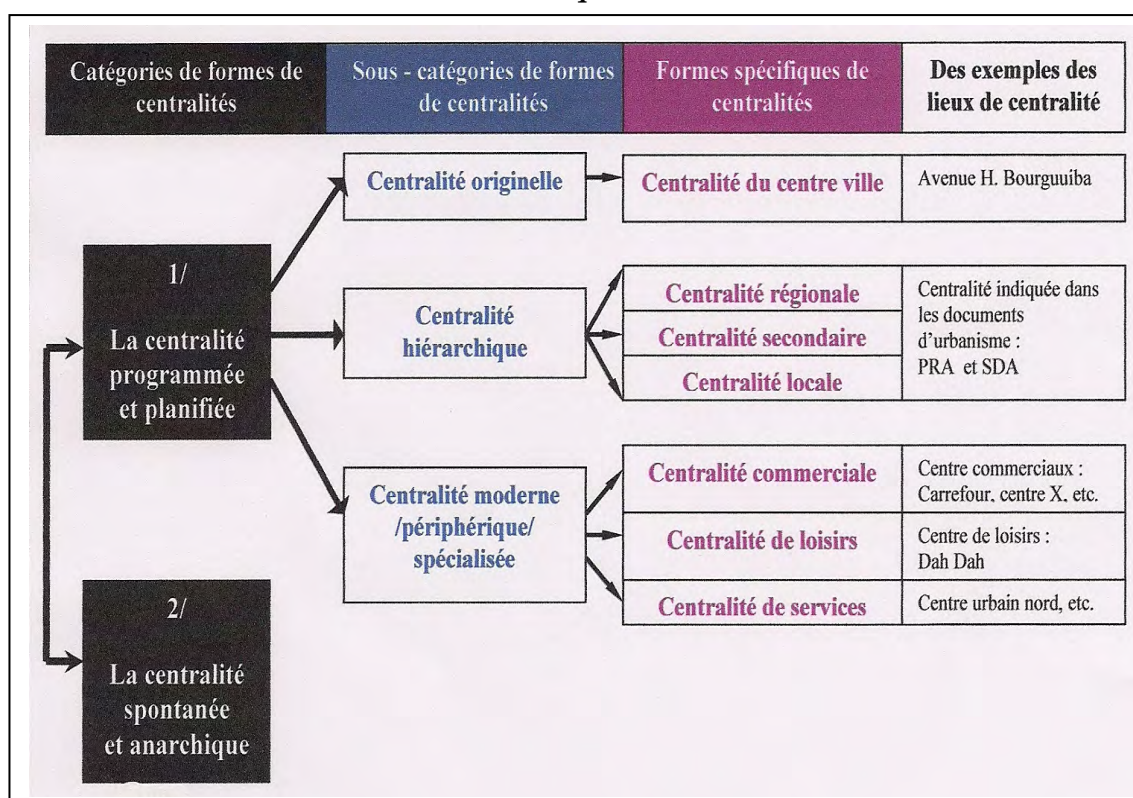 Catégories de formes de
centralités
Sous - catégories de formes
de centralités
Formes spécifiques de
centralités
Des exemples des
lieux de centralité
1/
La centralité
programmée
et planifiée
Centralité originelle
Centralité du centre ville
Avenue H. Bourguuiba
Centralité
hiérarchique
Centralité régionale
Centralité secondaire
Centralité locale
Centralité indiquée dans
les documents
d'urbanisme :
PRA et SDA
Centralité moderne
/périphérique/
spécialisée
Centralité commerciale
Centre commerciaux :
Carrefour, centre X, etc.
Centralité de loisirs
Centre de loisirs :
Dah Dah
Centralité de services
Centre urbain nord, etc.
2/
La centralité
spontanée
et anarchique